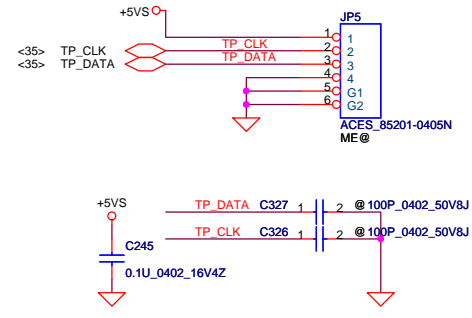 +5VS
JP5
<35> TP_CLK TP_CLK 1 1
<35> TP_DATA TP_DATA 2 2
3 3
4 4
5 G1
6 G2
ACES_85201-0405N
ME@
+5VS
TP_DATA C327 1 2 @100P_0402_50V8J
TP_CLK C326 1 2 @100P_0402_50V8J
C245
0.1U_0402_16V4Z